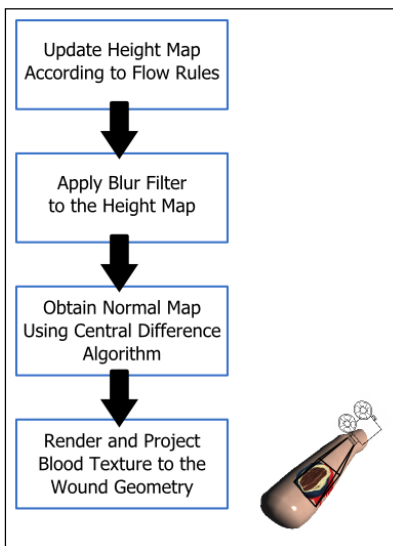 Update Height Map
According to Flow Rules
Apply Blur Filter
to the Height Map
Obtain Normal Map
Using Central Difference
Algorithm
Render and Project
Blood Texture to the
Wound Geometry